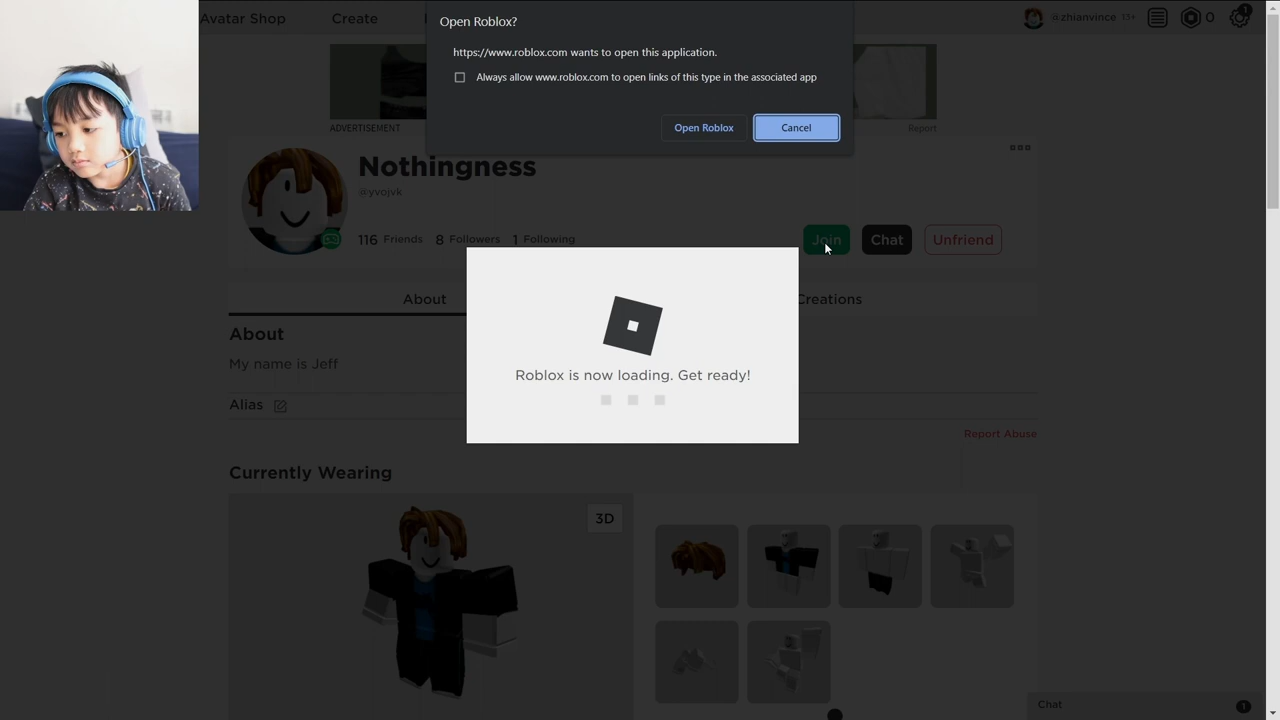 Avatar Shop
Create
@zhianvince 13+
0
1
Open Roblox?
https://www.roblox.com wants to open this application.
Always allow www.roblox.com to open links of this type in the associated app
Open Roblox
Cancel
ADVERTISEMENT
Report
Nothingness
@yvojvk
116 Friends
8 Followers
1 Following
Join
Chat
Unfriend
About
Creations
Roblox is now loading. Get ready!
About
My name is Jeff
Alias
Report Abuse
Currently Wearing
3D
Chat
1